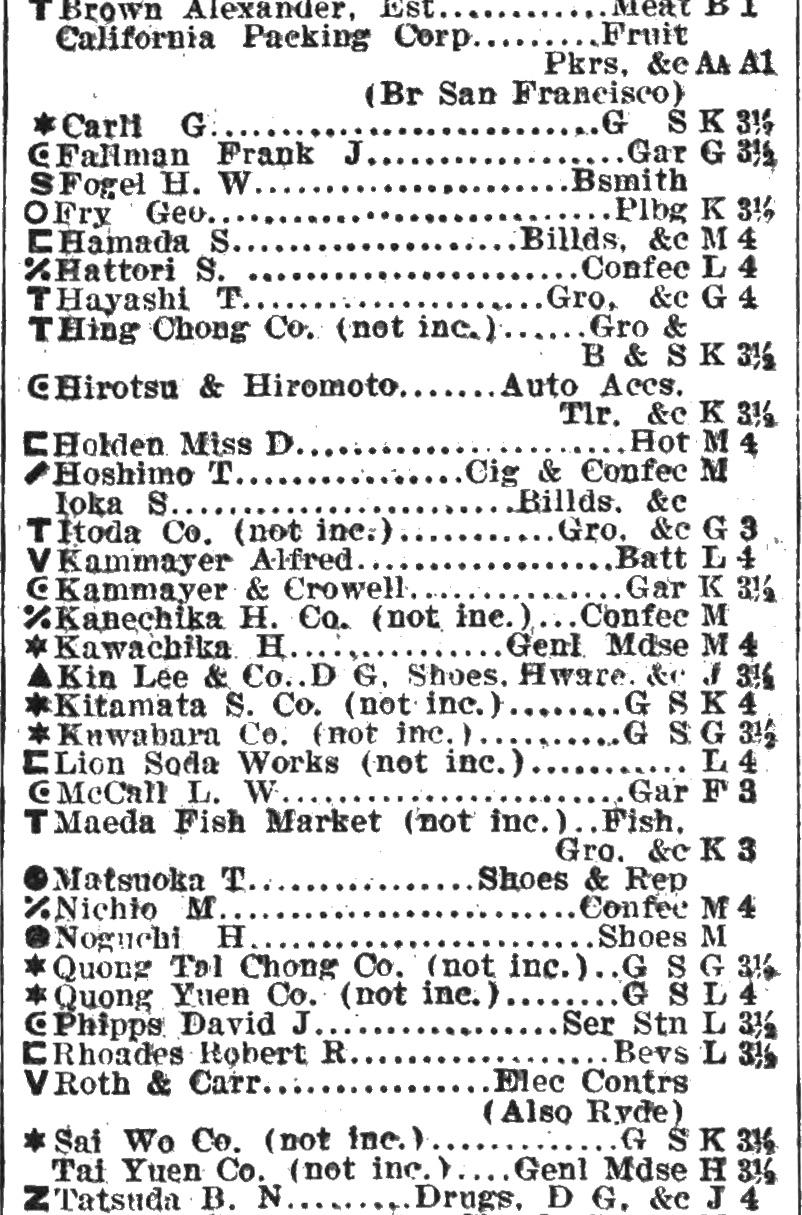 T Brown Alexander, Est............Meat B 1
California Packing Corp.........Fruit
Pkrs, &c Aa A1
(Br San Francisco)
* Carli G..............................G S K 3½
C Fallman Frank J..................Gar G 3½
S Fogel H. W........................Bsmith
O Fry Geo..............................Plbg K 3½
C Hamada S....................Billds, &c M 4
% Hattori S. .........................Confec L 4
T Hayashi T......................Gro, &c G 4
T Hing Chong Co. (not inc.)......Gro &
B & S K 3½
C Hirotsu & Hiromoto.......Auto Accs,
Tlr, &c K 3½
C Holden Miss D.........................Hot M 4
Hoshimo T................Cig & Confec M
Ioka S..........................Billds, &c
T Itoda Co. (not inc.)............Gro, &c G 3
V Kammayer Alfred..................Batt L 4
C Kammayer & Crowell...............Gar K 3½
% Kanechika H. Co. (not inc.)...Confec M
* Kawachika H................Genl Mdse M 4
▲ Kin Lee & Co..D G, Shoes, Hware, &c J 3½
* Kitamata S. Co. (not inc.)........G S K 4
* Kuwabara Co. (not inc.)..........G S G 3½
C Lion Soda Works (not inc.)........... L 4
C McCall L. W.........................Gar F 3
T Maeda Fish Market (not inc.)..Fish,
Gro, &c K 3
● Matsuoka T................Shoes & Rep
% Nichio M..........................Confec M 4
● Noguchi H........................Shoes M
* Quong Tai Chong Co. (not inc.)..G S G 3½
* Quong Yuen Co. (not inc.)........G S L 4
C Phipps David J.................Ser Stn L 3½
C Rhoades Robert R...................Bevs L 3½
V Roth & Carr.................Elec Contrs
(Also Ryde)
* Sai Wo Co. (not inc.)..............G S K 3½
Tai Yuen Co. (not inc.)....Genl Mdse H 3½
Z Tatsuda B. N.........Drugs, D G, &c J 4